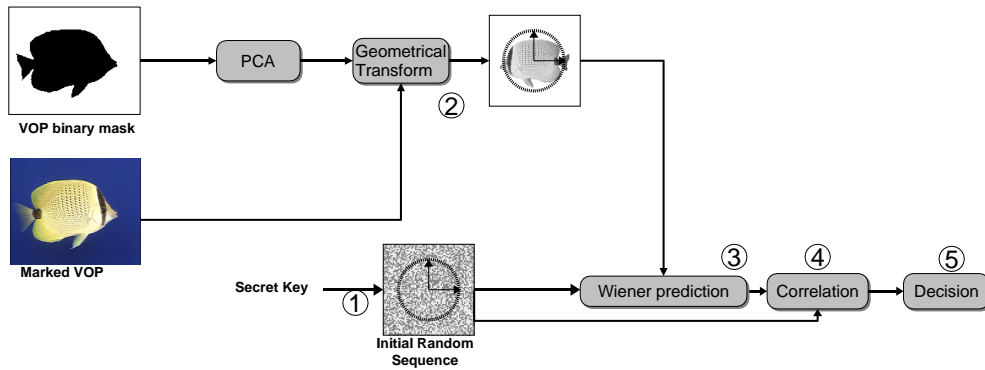 PCA
Geometrical
Transform
②
VOP binary mask
Marked VOP
Secret Key
①
Initial Random
Sequence
Wiener prediction
③
Correlation
④
Decision
⑤